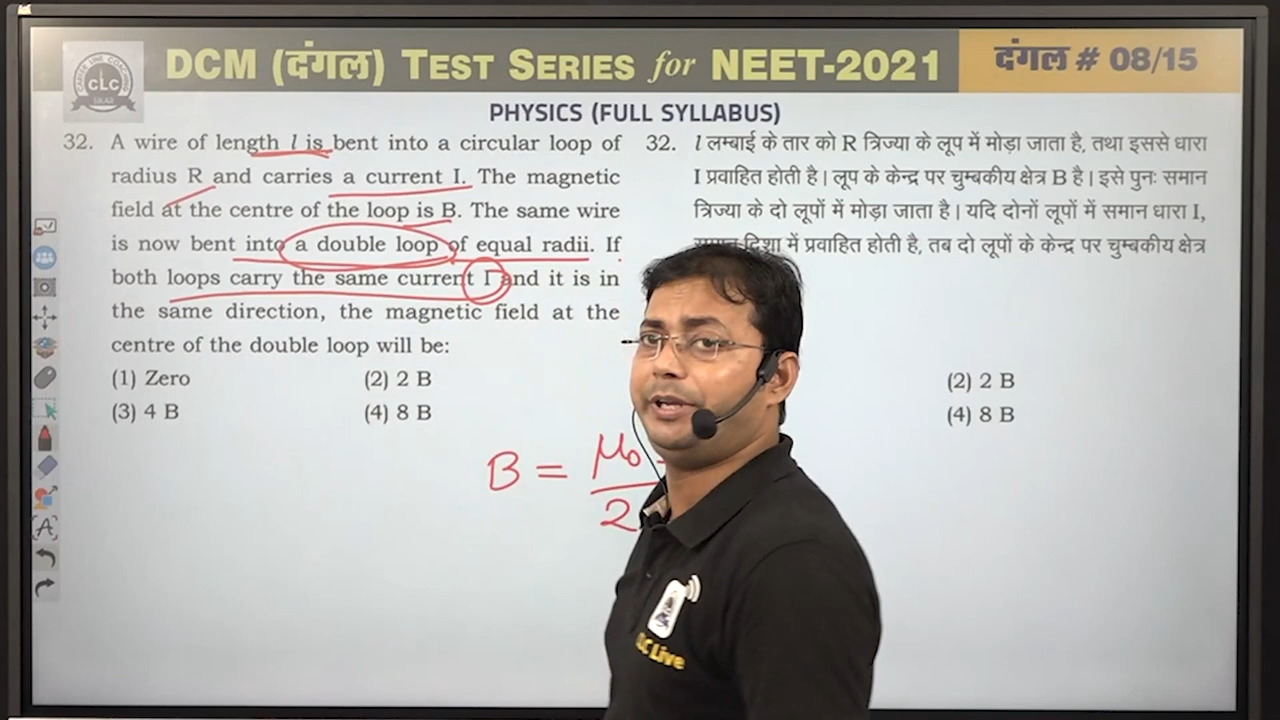 DCM (दंगल) TEST SERIES for NEET-2021
दंगल # 08/15
CLC
PHYSICS (FULL SYLLABUS)
32. A wire of length l is bent into a circular loop of
radius R and carries a current I. The magnetic
field at the centre of the loop is B. The same wire
is now bent into a double loop of equal radii. If
both loops carry the same current I and it is in
the same direction, the magnetic field at the
centre of the double loop will be:
(1) Zero (2) 2 B
(3) 4 B (4) 8 B
32. l लम्बाई के तार को R त्रिज्या के लूप में मोड़ा जाता है, तथा इससे धारा
I प्रवाहित होती है। लूप के केन्द्र पर चुम्बकीय क्षेत्र B है। इसे पुनः समान
त्रिज्या के दो लूपों में मोड़ा जाता है। यदि दोनों लूपों में समान धारा I,
समान दिशा में प्रवाहित होती है, तब दो लूपों के केन्द्र पर चुम्बकीय क्षेत्र
(2) 2 B
(4) 8 B
B = μ₀
2
Live